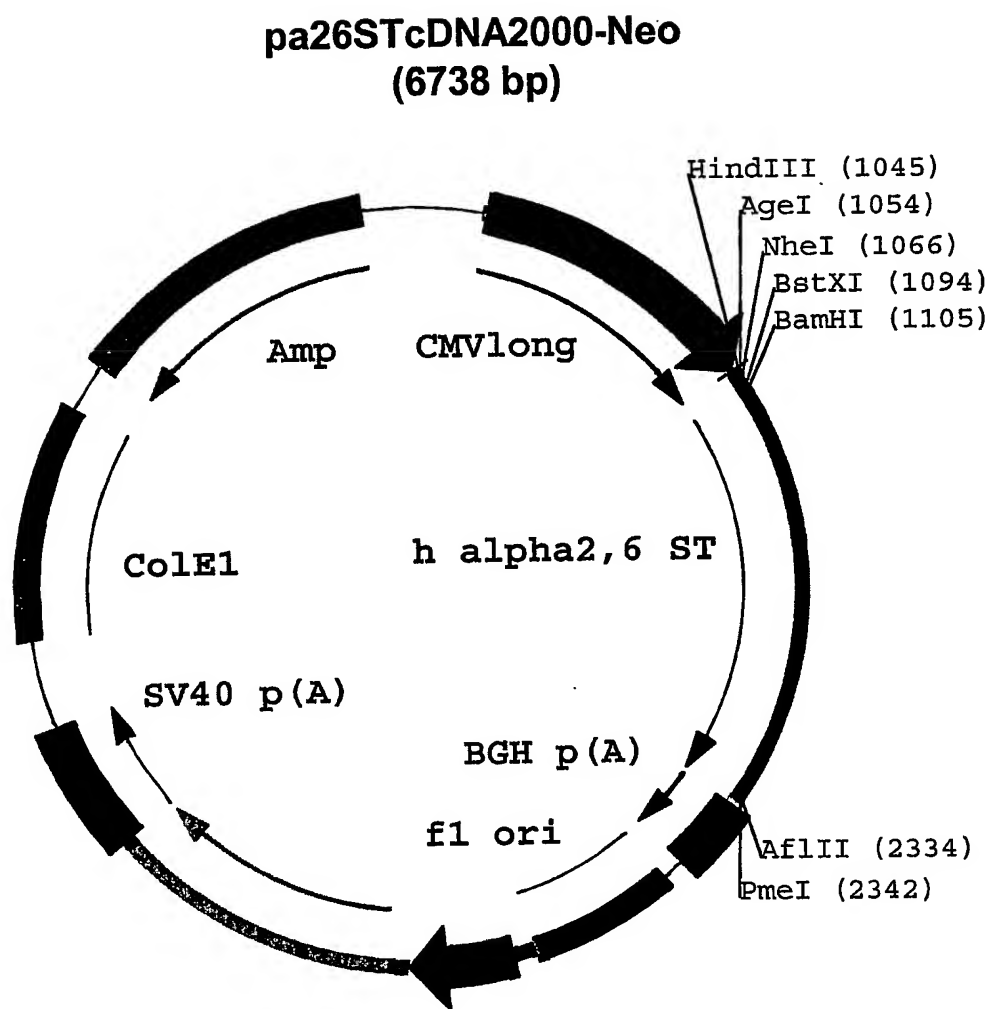 pa26STcDNA2000-Neo
(6738 bp)
HindIII (1045)
AgeI (1054)
NheI (1066)
BstXI (1094)
BamHI (1105)
Amp
CMVlong
ColE1
h alpha2,6 ST
SV40 p(A)
BGH p(A)
f1 ori
AflII (2334)
PmeI (2342)